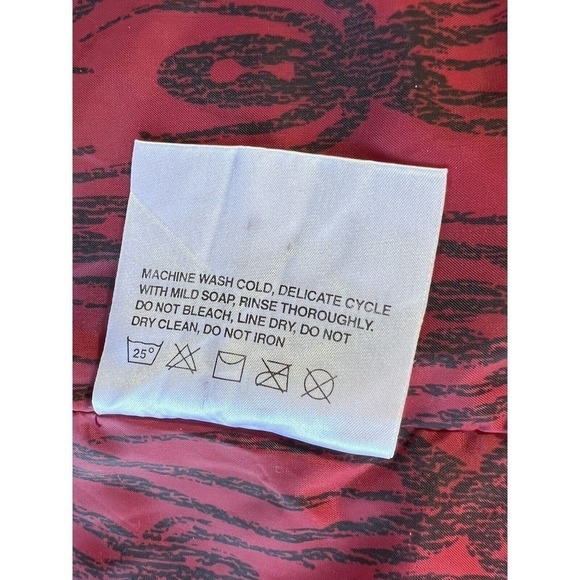 MACHINE WASH COLD, DELICATE CYCLE
WITH MILD SOAP, RINSE THOROUGHLY.
DO NOT BLEACH, LINE DRY, DO NOT
DRY CLEAN, DO NOT IRON
25°